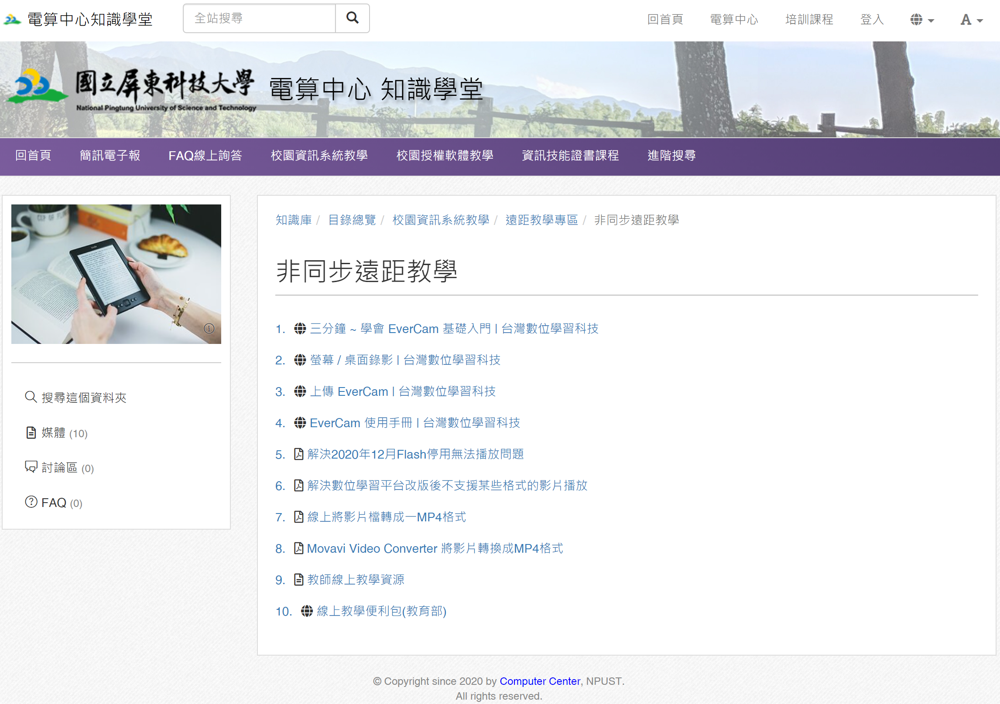 電算中心知識學堂
全站搜尋
回首頁 電算中心 培訓課程 登入 A
國立屏東科技大學
National Pingtung University of Science and Technology
電算中心 知識學堂
回首頁 簡訊電子報 FAQ線上詢答 校園資訊系統教學 校園授權軟體教學 資訊技能證書課程 進階搜尋
搜尋這個資料夾
媒體 (10)
討論區 (0)
FAQ (0)
知識庫 / 目錄總覽 / 校園資訊系統教學 / 遠距教學專區 / 非同步遠距教學
非同步遠距教學
1. 三分鐘 ~ 學會 EverCam 基礎入門 | 台灣數位學習科技
2. 螢幕 / 桌面錄影 | 台灣數位學習科技
3. 上傳 EverCam | 台灣數位學習科技
4. EverCam 使用手冊 | 台灣數位學習科技
5. 解決2020年12月Flash停用無法播放問題
6. 解決數位學習平台改版後不支援某些格式的影片播放
7. 線上將影片檔轉成一MP4格式
8. Movavi Video Converter 將影片轉換成MP4格式
9. 教師線上教學資源
10. 線上教學便利包(教育部)
© Copyright since 2020 by Computer Center, NPUST.
All rights reserved.